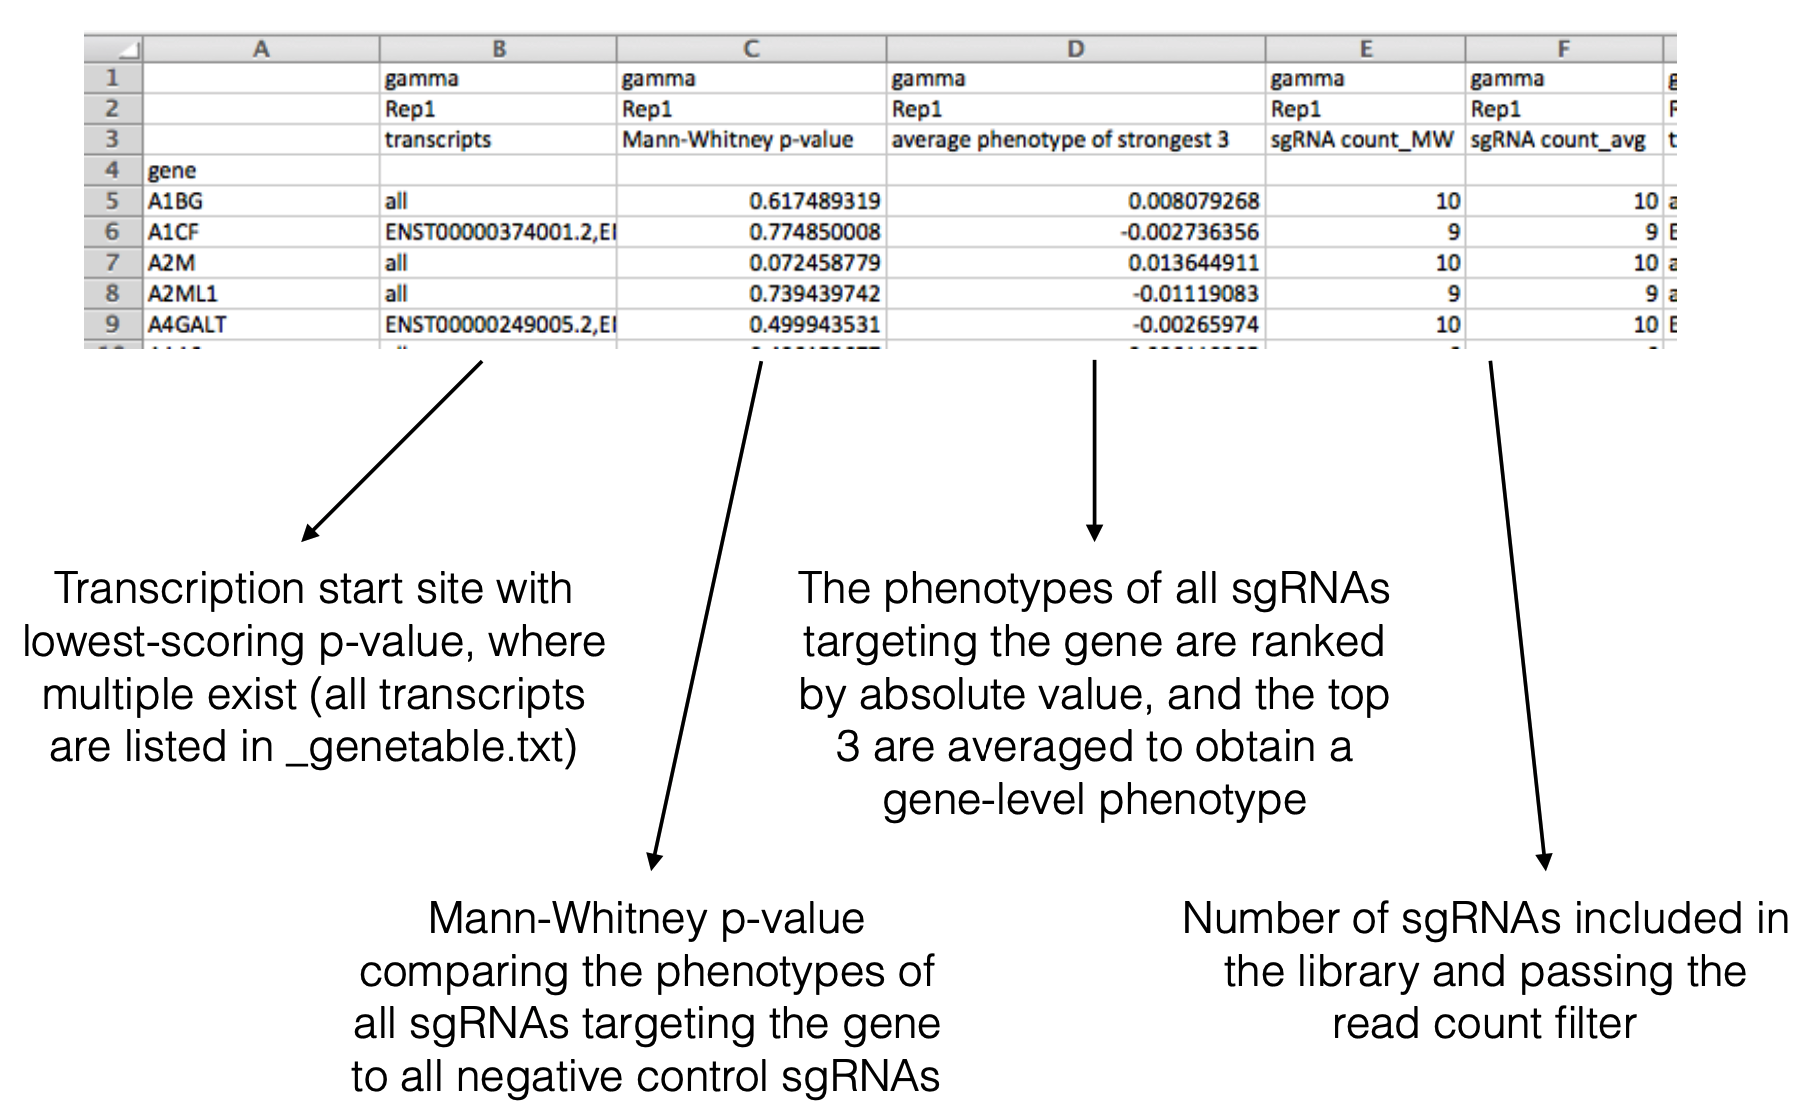 A B C D E F
1 gamma gamma gamma gamma gamma
2 Rep1 Rep1 Rep1 Rep1 Rep1
3 transcripts Mann-Whitney p-value average phenotype of strongest 3 sgRNA count_MW sgRNA count_avg
4 gene
5 A1BG all 0.617489319 0.008079268 10 10
6 A1CF ENST00000374001.2,EI -0.002736356 9 9
7 A2M all 0.072458779 0.013644911 10 10
8 A2ML1 all 0.739439742 -0.01119083 9 9
9 A4GALT ENST00000249005.2,EI 0.499943531 -0.00265974 10 10
Transcription start site with
lowest-scoring p-value, where
multiple exist (all transcripts
are listed in _genetable.txt)
The phenotypes of all sgRNAs
targeting the gene are ranked
by absolute value, and the top
3 are averaged to obtain a
gene-level phenotype
Mann-Whitney p-value
comparing the phenotypes of
all sgRNAs targeting the gene
to all negative control sgRNAs
Number of sgRNAs included in
the library and passing the
read count filter